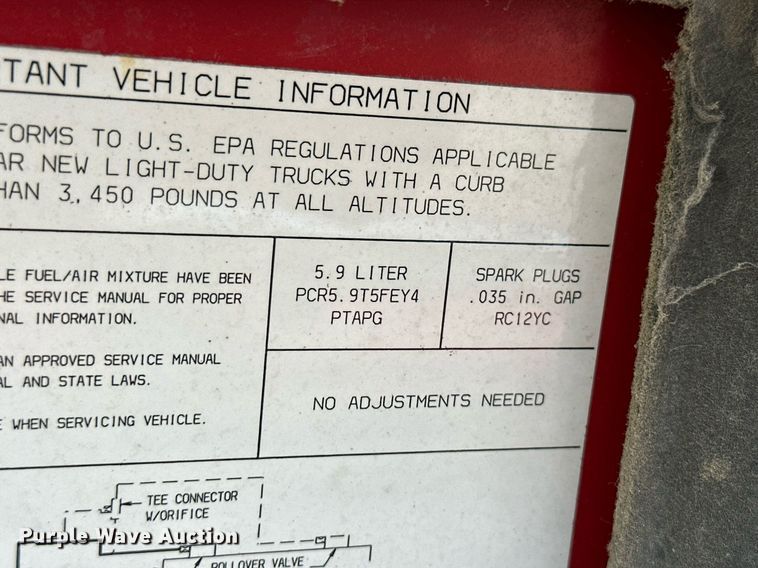 TANT VEHICLE INFORMATION
FORMS TO U.S. EPA REGULATIONS APPLICABLE
AR NEW LIGHT-DUTY TRUCKS WITH A CURB
HAN 3,450 POUNDS AT ALL ALTITUDES.
LE FUEL/AIR MIXTURE HAVE BEEN
HE SERVICE MANUAL FOR PROPER
NAL INFORMATION.
AN APPROVED SERVICE MANUAL
AL AND STATE LAWS.
E WHEN SERVICING VEHICLE.
5.9 LITER
PCR5.9T5FEY4
PTAPG
SPARK PLUGS
.035 in. GAP
RC12YC
NO ADJUSTMENTS NEEDED
TEE CONNECTOR
W/ORIFICE
ROLLOVER VALVE
Purple Wave Auction